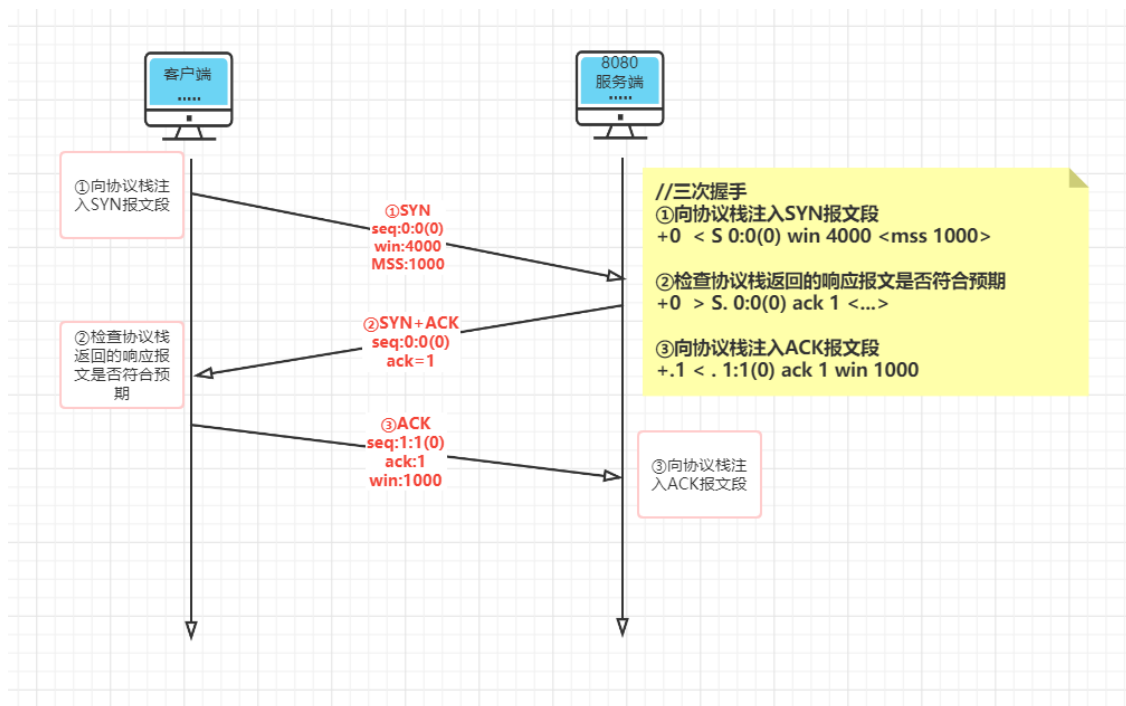 客户端
8080
服务端
①向协议栈注
入SYN报文段
①SYN
seq:0:0(0)
win:4000
MSS:1000
//三次握手
①向协议栈注入SYN报文段
+0  < S 0:0(0) win 4000 <mss 1000>
②检查协议栈返回的响应报文是否符合预期
+0  > S. 0:0(0) ack 1 <...>
③向协议栈注入ACK报文段
+.1 < . 1:1(0) ack 1 win 1000
②SYN+ACK
seq:0:0(0)
ack=1
②检查协议栈
返回的响应报
文是否符合预
期
③ACK
seq:1:1(0)
ack:1
win:1000
③向协议栈注
入ACK报文段